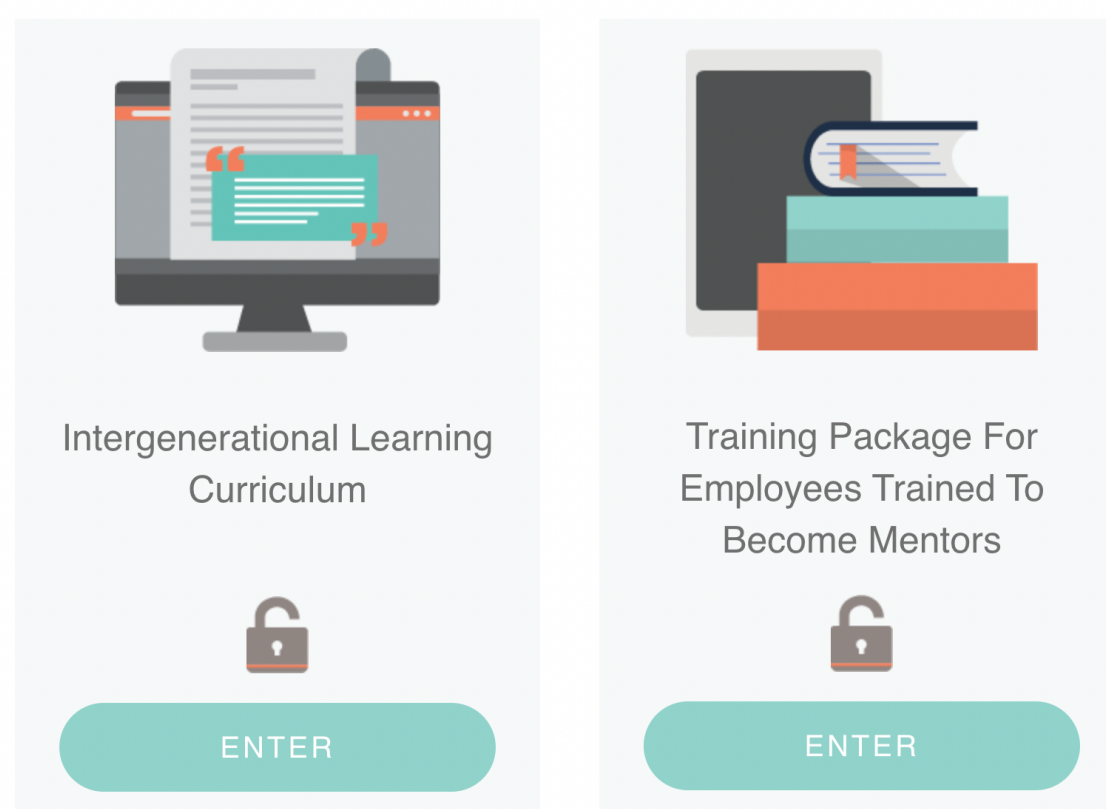 Intergenerational Learning
Curriculum
ENTER
Training Package For
Employees Trained To
Become Mentors
ENTER